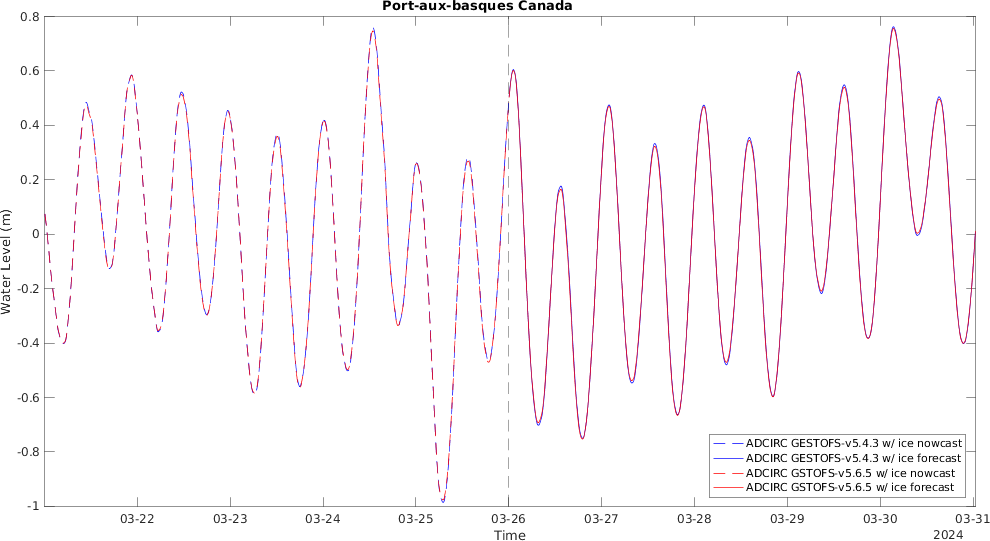 Port-aux-basques Canada
Water Level (m)
0.8
0.6
0.4
0.2
0
-0.2
-0.4
-0.6
-0.8
-1
ADCIRC GESTOFS-v5.4.3 w/ ice nowcast
ADCIRC GESTOFS-v5.4.3 w/ ice forecast
ADCIRC GSTOFS-v5.6.5 w/ ice nowcast
ADCIRC GSTOFS-v5.6.5 w/ ice forecast
03-22 03-23 03-24 03-25 03-26 03-27 03-28 03-29 03-30 03-31
Time
2024